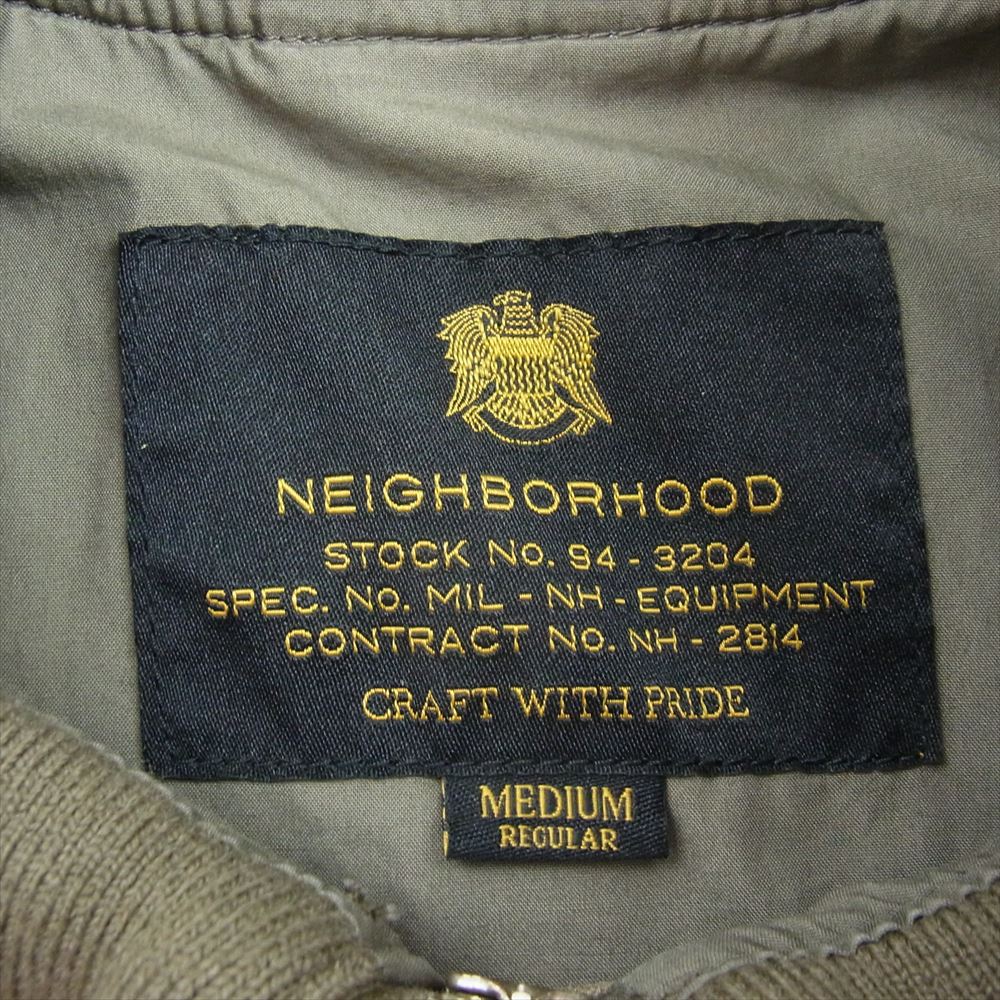 NEIGHBORHOOD
STOCK No. 94 - 3204
SPEC. No. MIL - NH - EQUIPMENT
CONTRACT No. NH - 2814
CRAFT WITH PRIDE
MEDIUM
REGULAR